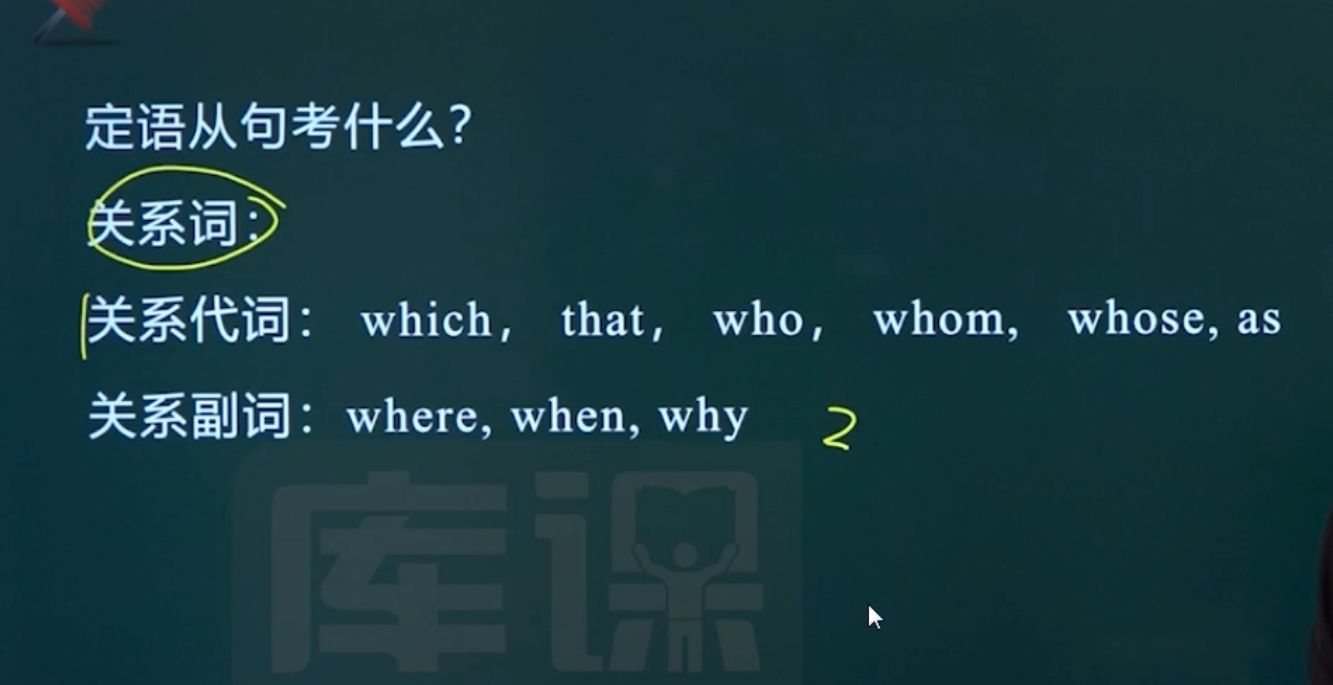 定语从句考什么？
关系词：
关系代词： which， that， who， whom, whose, as
关系副词：where, when, why 2
库课